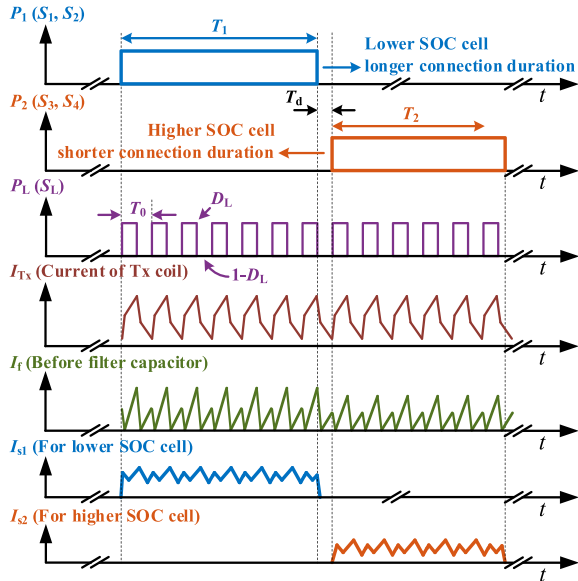 P1 (S1, S2)
T1
Lower SOC cell
longer connection duration
t
P2 (S3, S4)
Td
Higher SOC cell
shorter connection duration
T2
t
PL (SL)
T0
DL
1-DL
t
ITx (Current of Tx coil)
t
If (Before filter capacitor)
t
Is1 (For lower SOC cell)
t
Is2 (For higher SOC cell)
t